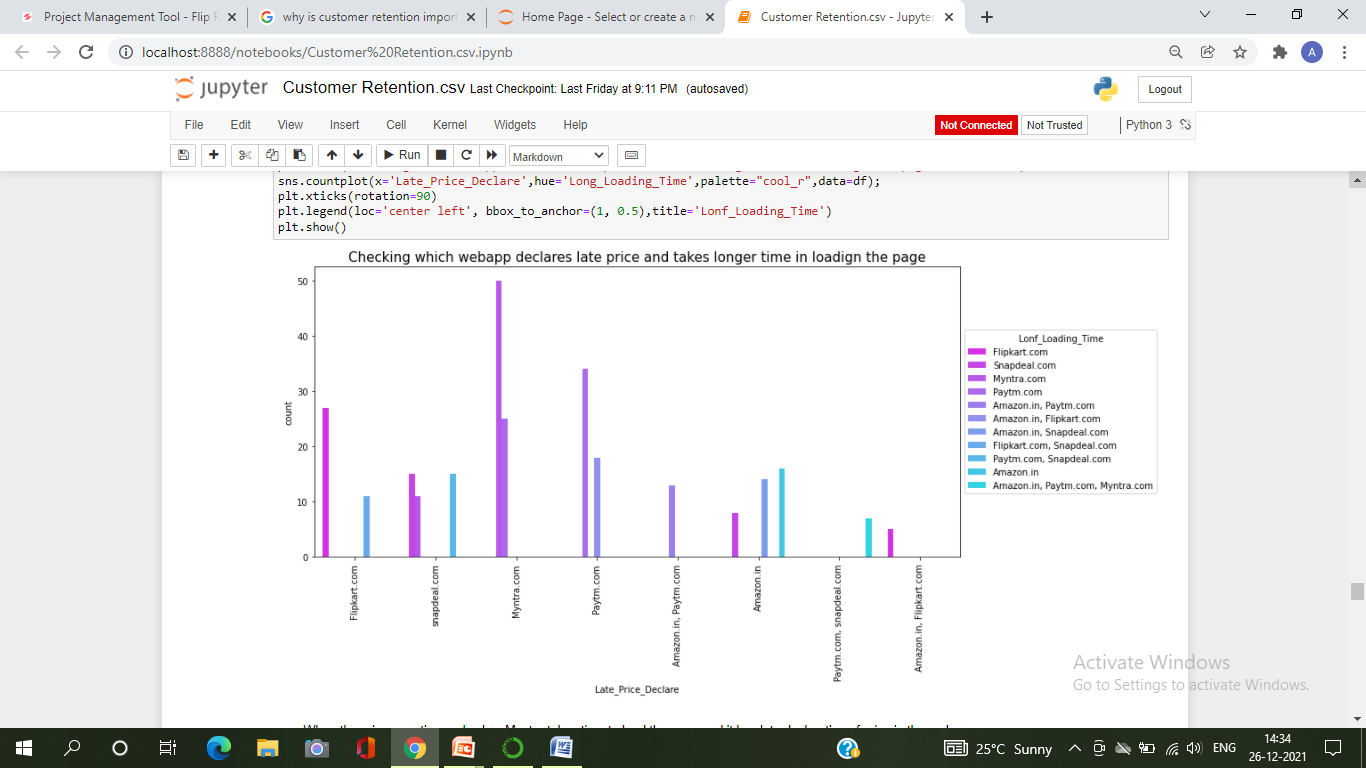 Project Management Tool - Flip R
why is customer retention import
Home Page - Select or create a n
Customer Retention.csv - Jupyter
localhost:8888/notebooks/Customer%20Retention.csv.ipynb
A
jupyter Customer Retention.csv Last Checkpoint: Last Friday at 9:11 PM (autosaved)
Logout
File Edit View Insert Cell Kernel Widgets Help
Not Connected Not Trusted Python 3
Run Markdown
sns.countplot(x='Late_Price_Declare',hue='Long_Loading_Time',palette="cool_r",data=df);
plt.xticks(rotation=90)
plt.legend(loc='center left', bbox_to_anchor=(1, 0.5),title='Lonf_Loading_Time')
plt.show()
Checking which webapp declares late price and takes longer time in loadign the page
50
40
30
20
10
0
count
Flipkart.com
snapdeal.com
Myntra.com
Paytm.com
Amazon.in, Paytm.com
Amazon.in
Paytm.com, snapdeal.com
Amazon.in, Flipkart.com
Late_Price_Declare
Lonf_Loading_Time
Flipkart.com
Snapdeal.com
Myntra.com
Paytm.com
Amazon.in, Paytm.com
Amazon.in, Flipkart.com
Amazon.in, Snapdeal.com
Flipkart.com, Snapdeal.com
Paytm.com, Snapdeal.com
Amazon.in
Amazon.in, Paytm.com, Myntra.com
Activate Windows
Go to Settings to activate Windows.
25°C Sunny
ENG
14:34
26-12-2021